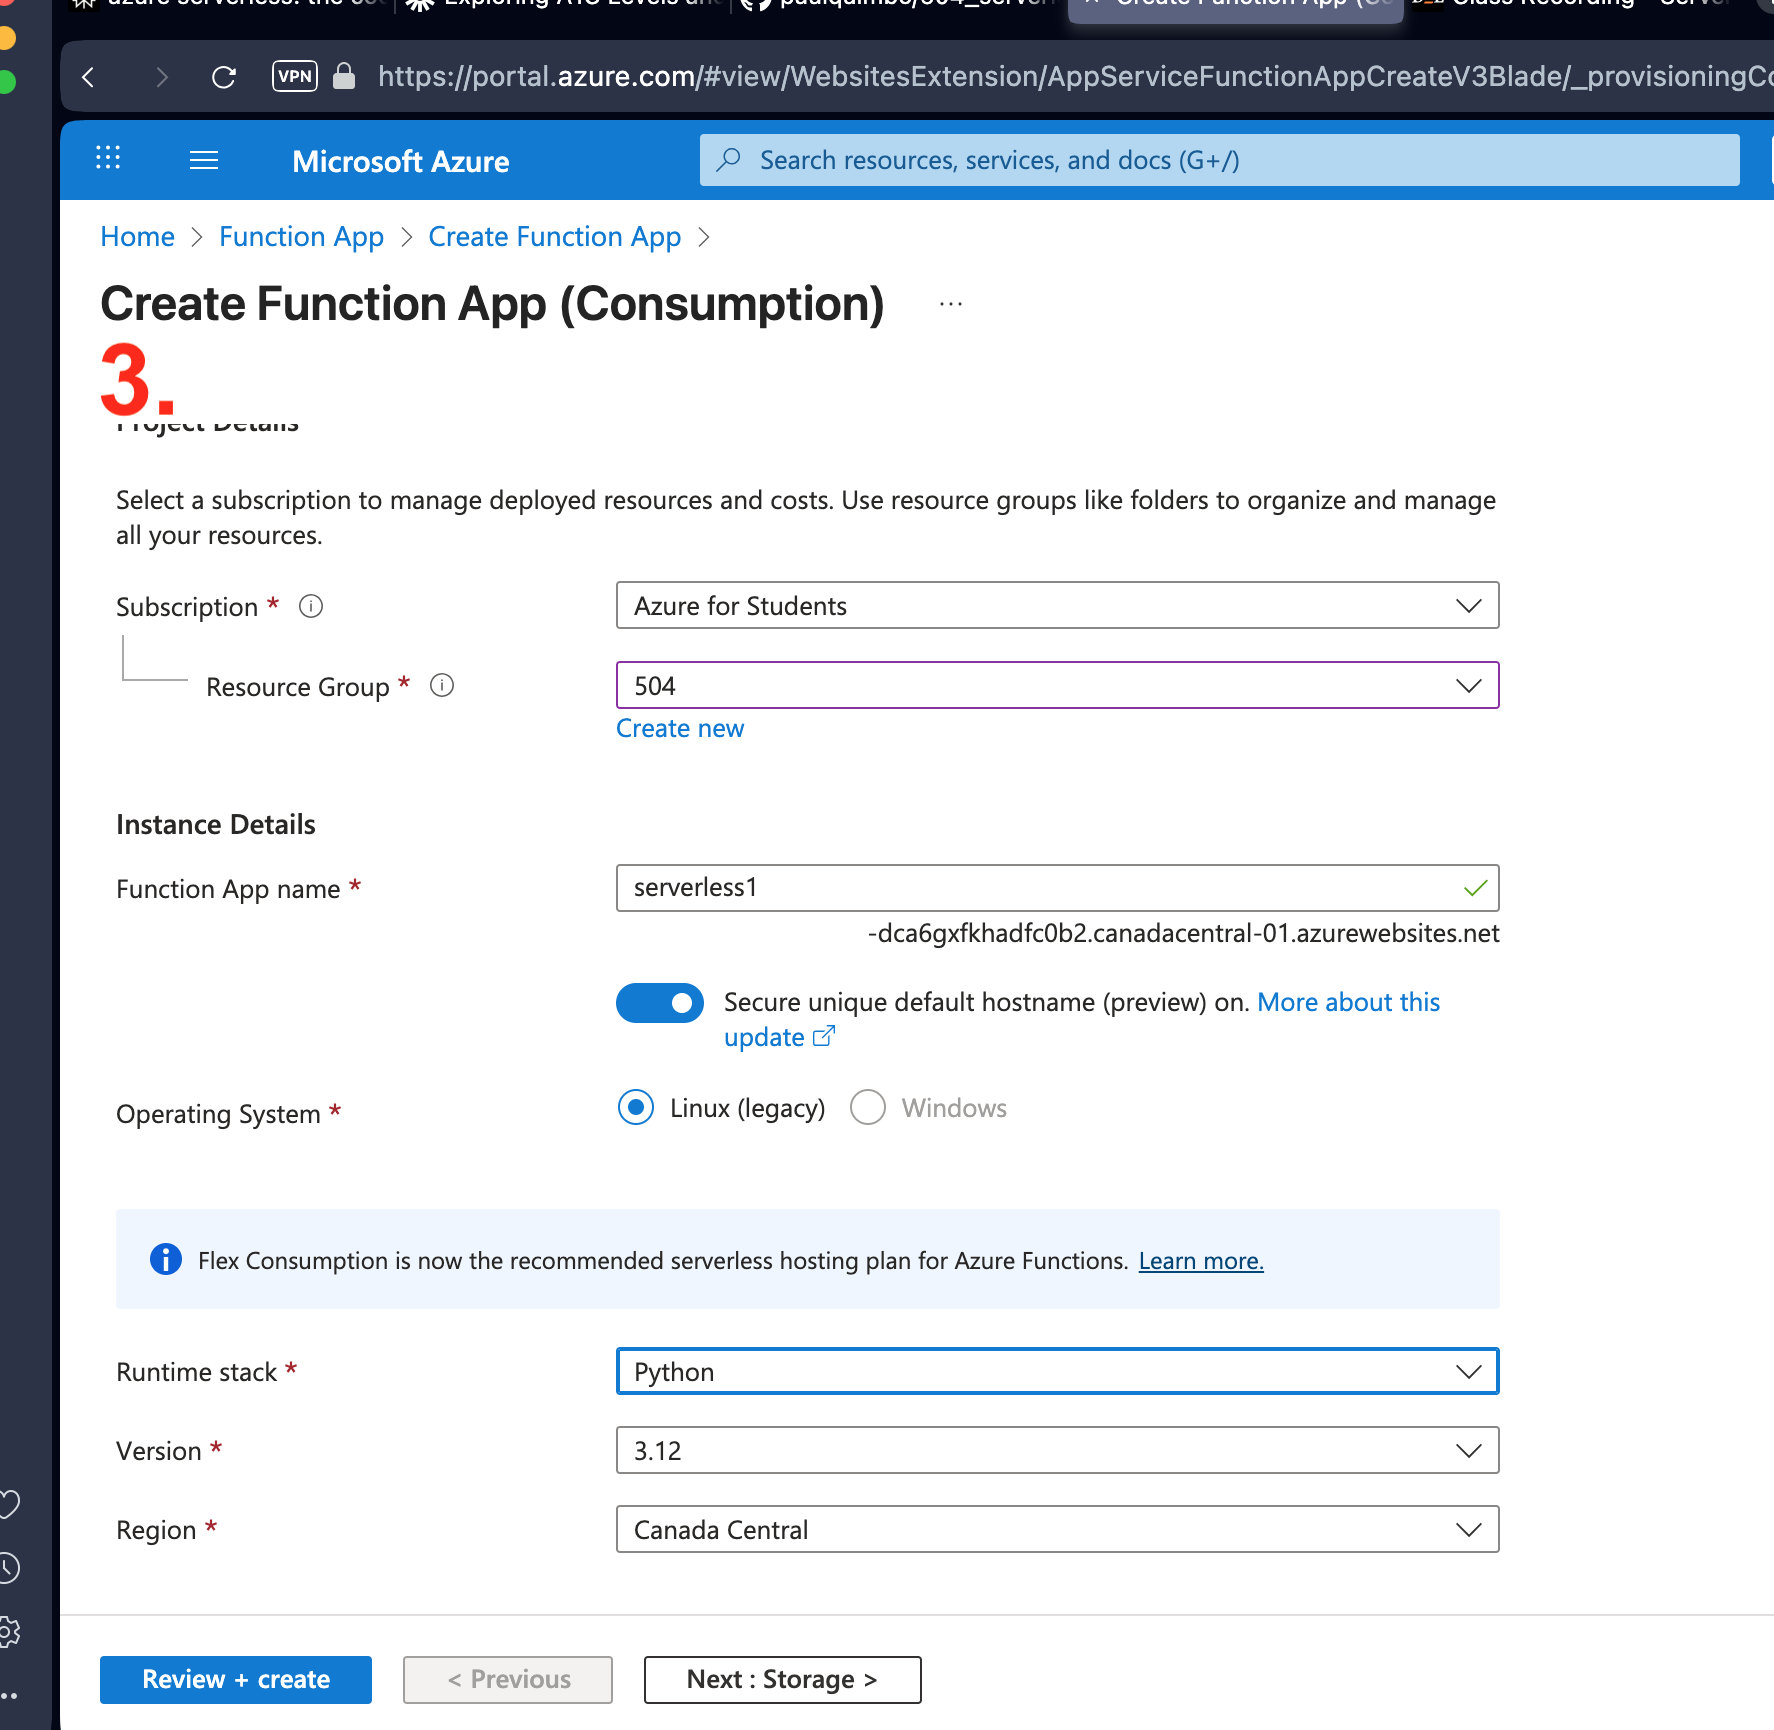 VPN https://portal.azure.com/#view/WebsitesExtension/AppServiceFunctionAppCreateV3Blade/_provisioningCo
Microsoft Azure
Search resources, services, and docs (G+/)
Home > Function App > Create Function App >
Create Function App (Consumption) ...
3.
Project Details
Select a subscription to manage deployed resources and costs. Use resource groups like folders to organize and manage
all your resources.
Subscription *
Azure for Students
Resource Group *
504
Create new
Instance Details
Function App name *
serverless1
-dca6gxfkhadfc0b2.canadacentral-01.azurewebsites.net
Secure unique default hostname (preview) on. More about this
update
Operating System *
Linux (legacy)
Windows
Flex Consumption is now the recommended serverless hosting plan for Azure Functions. Learn more.
Runtime stack *
Python
Version *
3.12
Region *
Canada Central
Review + create
< Previous
Next : Storage >